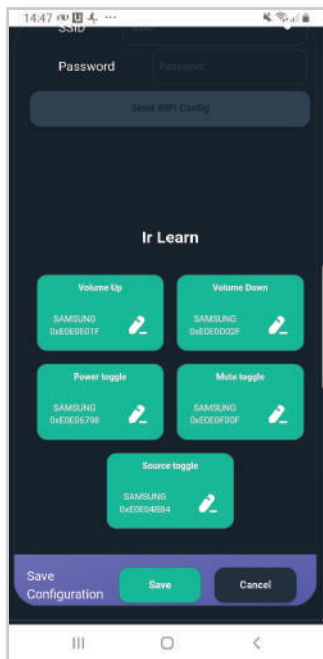 14:47
SSID
SSID
Password
Password
Send WiFi Config
Ir Learn
Volume Up
SAMSUNG
0xE0E0E01F
Volume Down
SAMSUNG
0xE0E0D02F
Power toggle
SAMSUNG
0xE0E06798
Mute toggle
SAMSUNG
0xE0E0F00F
Source toggle
SAMSUNG
0xE0E04BB4
Save
Configuration
Save
Cancel